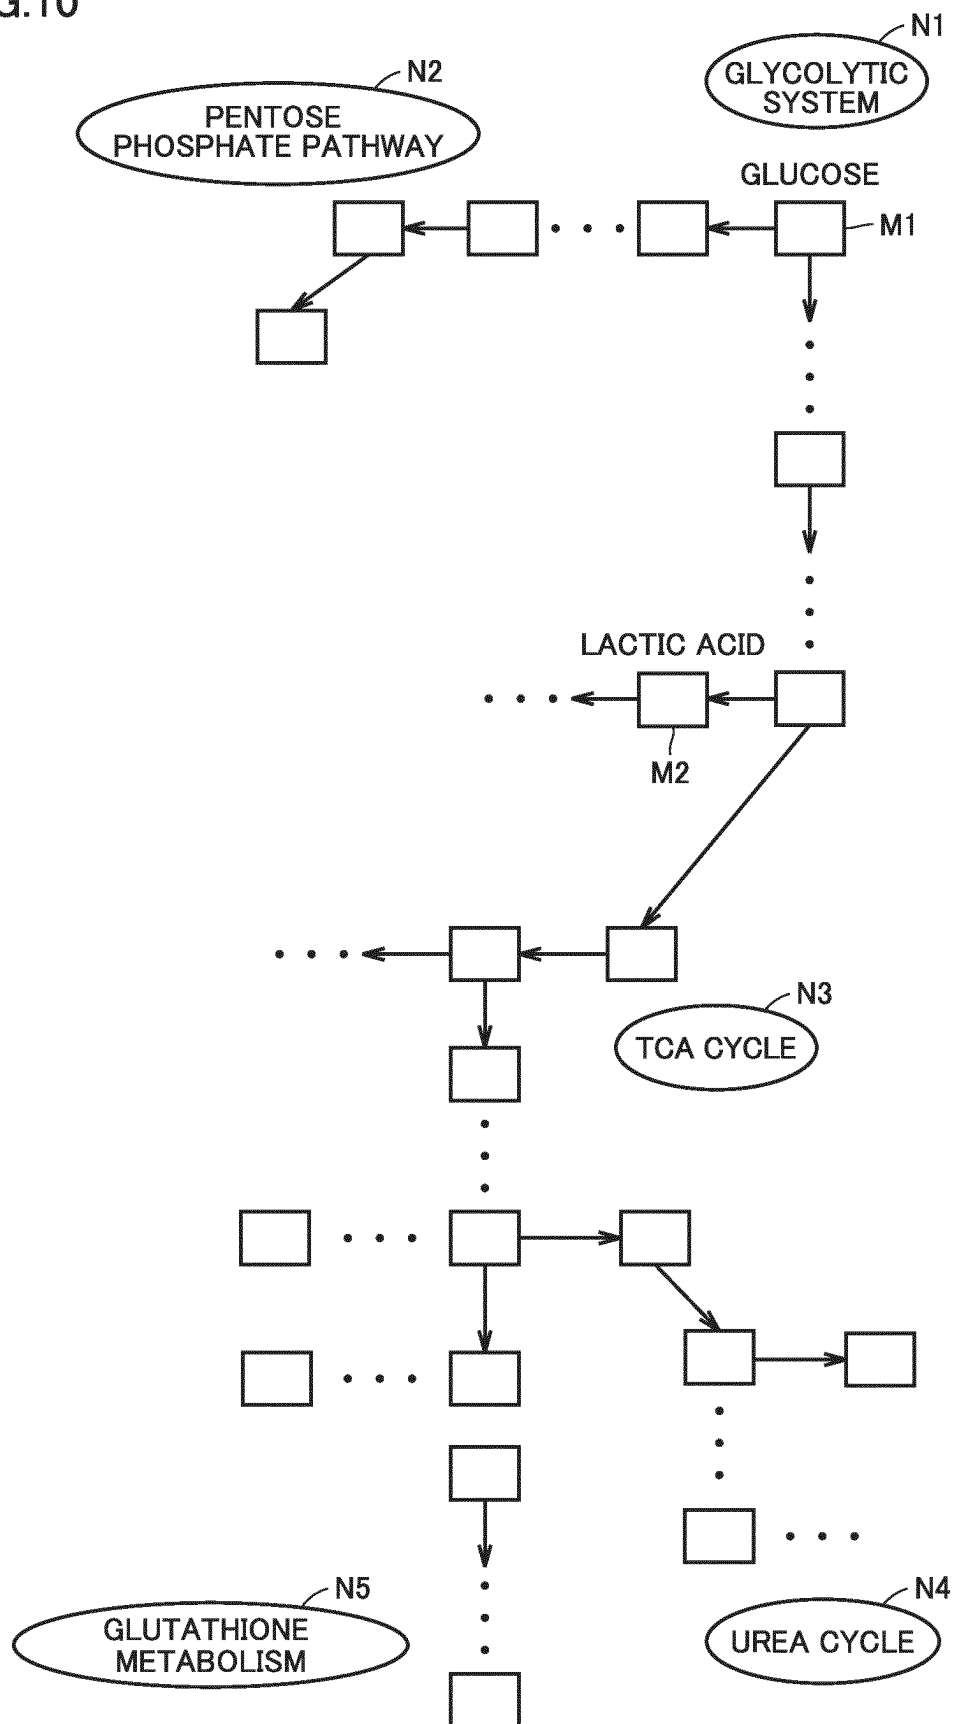 G.10
N1
GLYCOLYTIC
SYSTEM
N2
PENTOSE
PHOSPHATE PATHWAY
GLUCOSE
M1
LACTIC ACID
M2
N3
TCA CYCLE
N5
GLUTATHIONE
METABOLISM
N4
UREA CYCLE